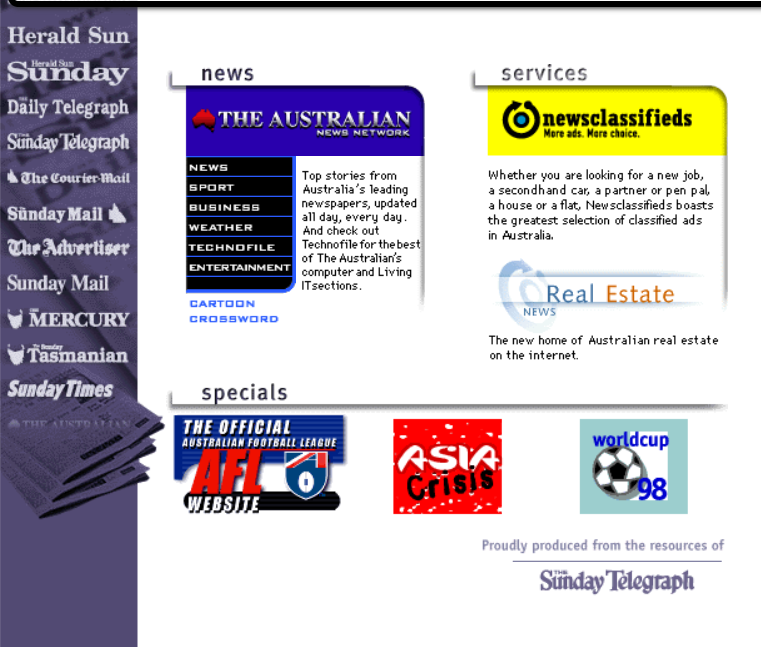 Herald Sun
Herald Sun
Sunday
THE
Daily Telegraph
THE
Sunday Telegraph
The Courier-Mail
Sunday Mail
The Advertiser
Sunday Mail
THE
MERCURY
The Sunday
Tasmanian
Sunday Times
THE AUSTRALIAN
news
THE AUSTRALIAN
NEWS NETWORK
NEWS
SPORT
BUSINESS
WEATHER
TECHNOFILE
ENTERTAINMENT
CARTOON
CROSSWORD
Top stories from
Australia's leading
newspapers, updated
all day, every day.
And check out
Technofile for the best
of The Australian's
computer and Living
ITsections.
services
newsclassifieds
More ads. More choice.
Whether you are looking for a new job,
a secondhand car, a partner or pen pal,
a house or a flat, Newsclassifieds boasts
the greatest selection of classified ads
in Australia.
Real Estate
NEWS
The new home of Australian real estate
on the internet.
specials
THE OFFICIAL
AUSTRALIAN FOOTBALL LEAGUE
AFL
WEBSITE
ASIA
Crisis
worldcup
98
Proudly produced from the resources of
THE
Sunday Telegraph